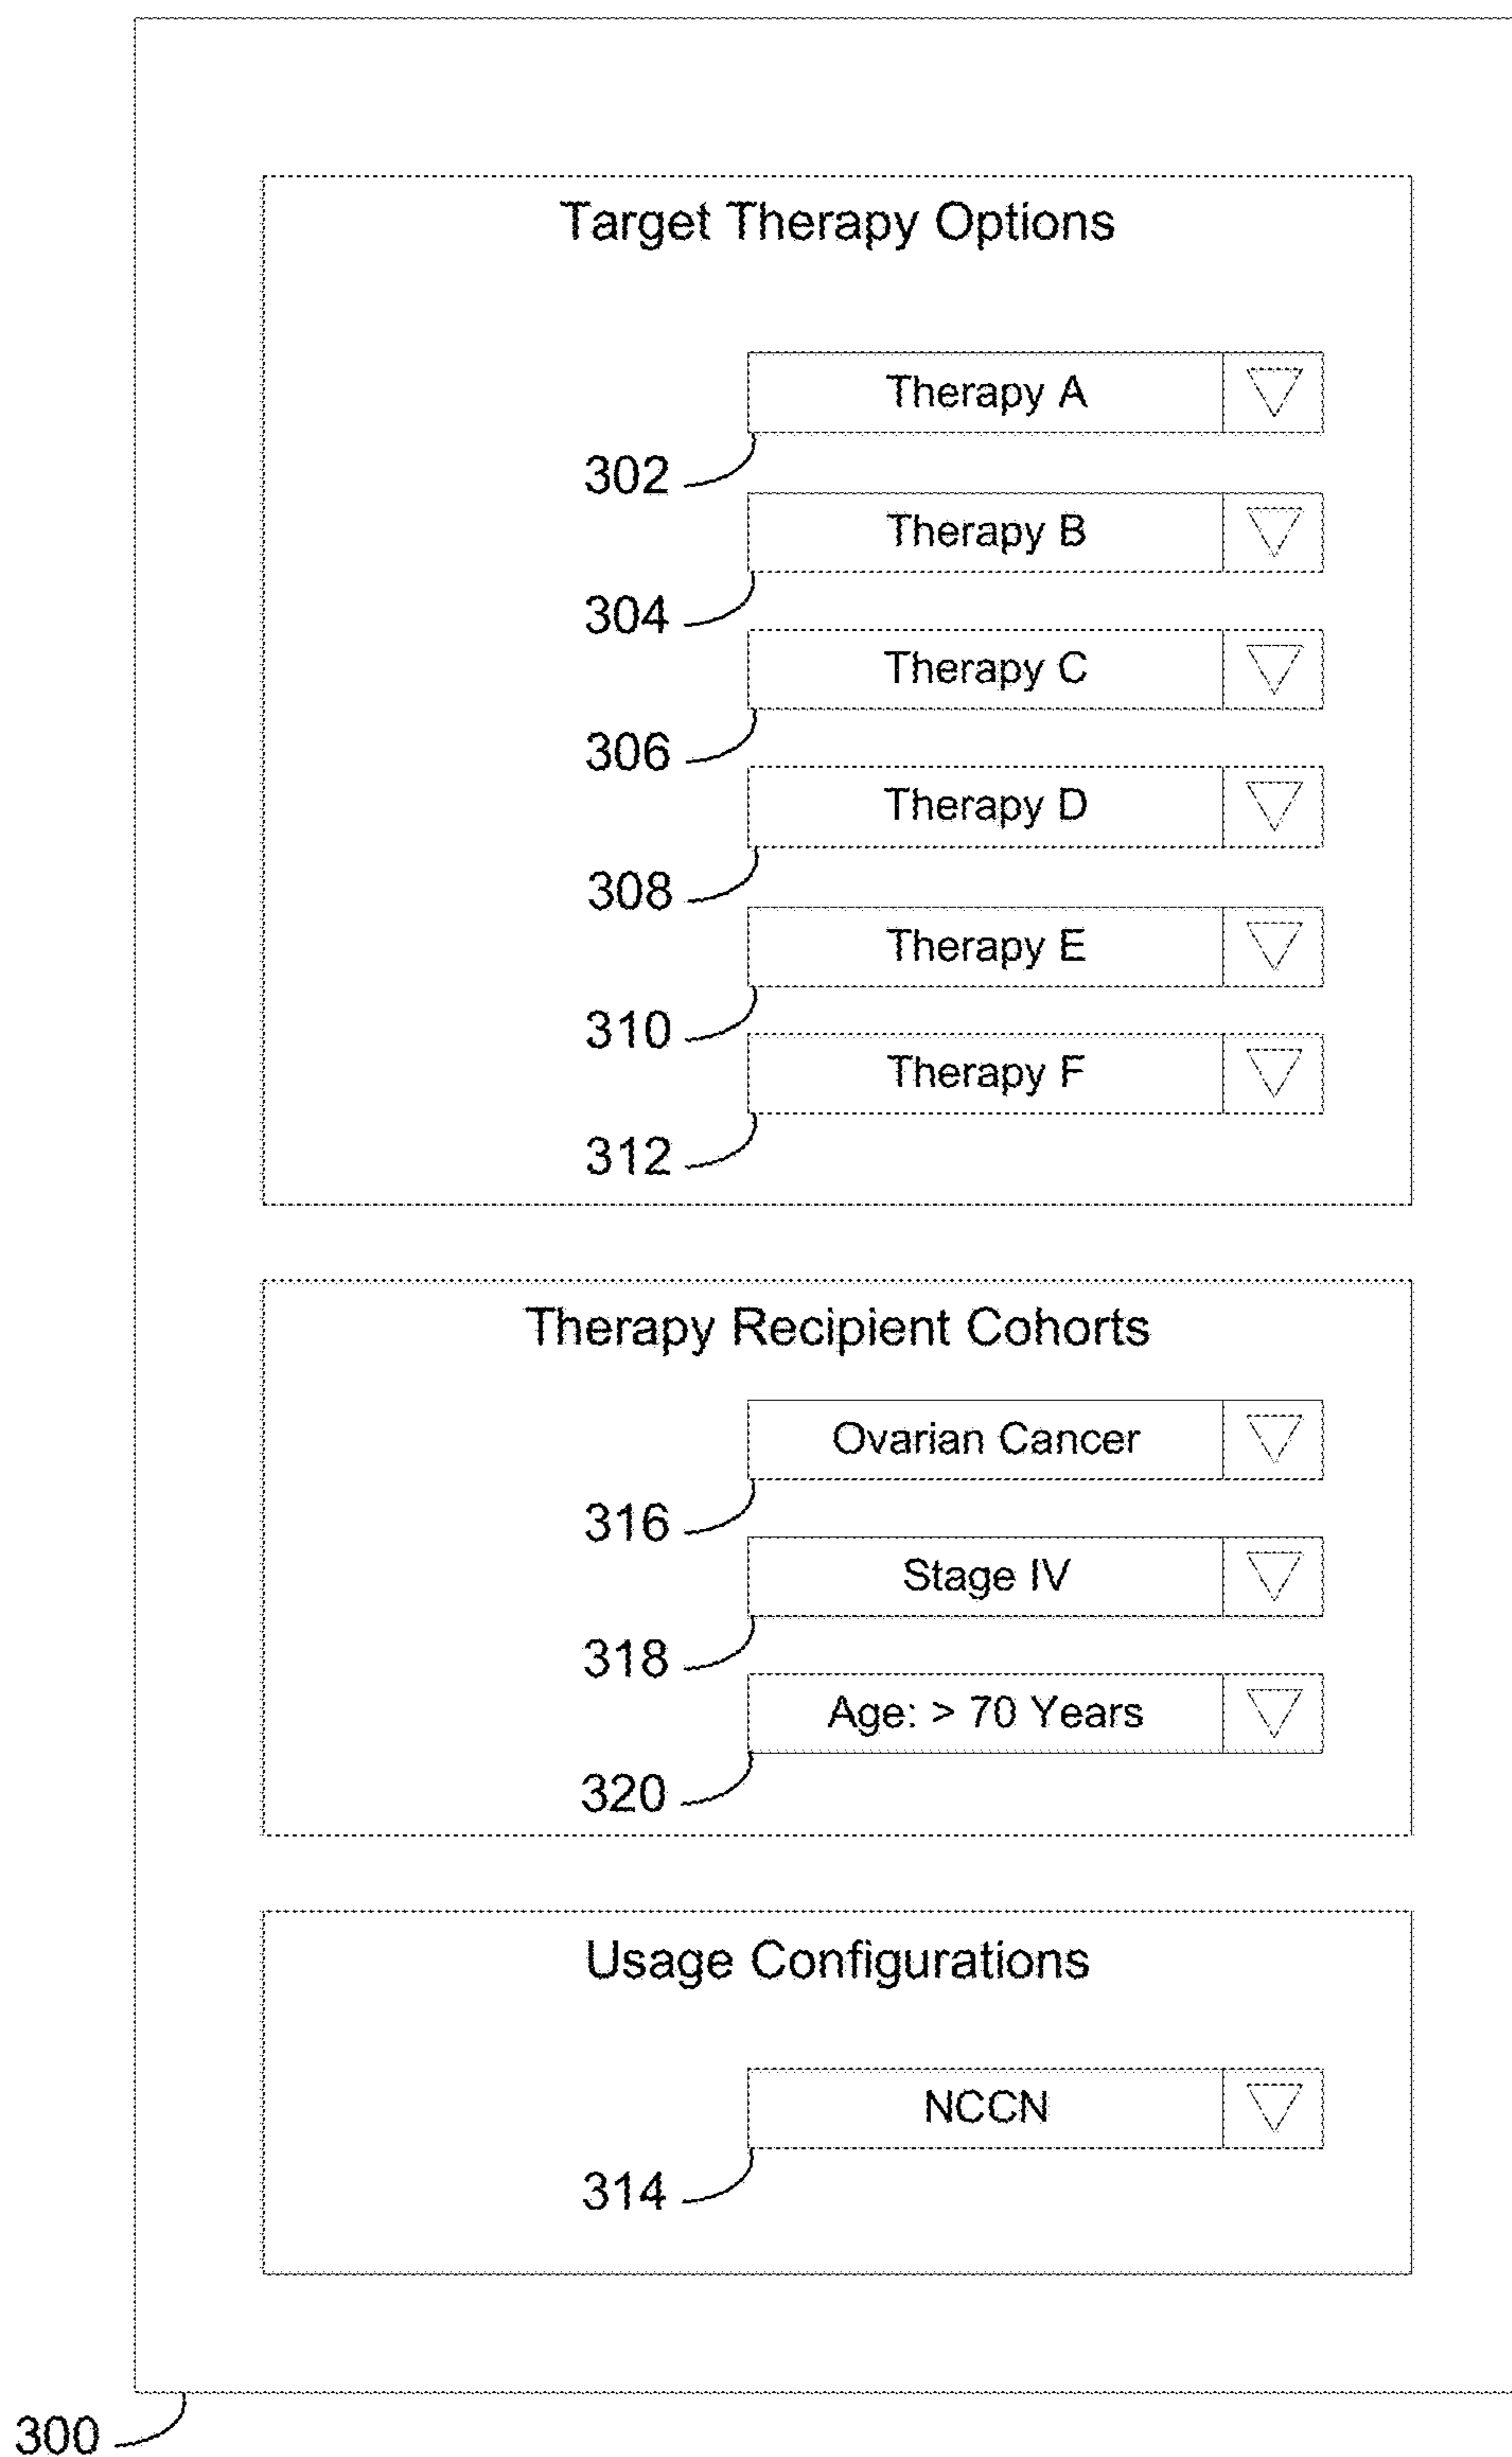 Target Therapy Options
Therapy A
302
Therapy B
304
Therapy C
306
Therapy D
308
Therapy E
310
Therapy F
312
Therapy Recipient Cohorts
Ovarian Cancer
316
Stage IV
318
Age: > 70 Years
320
Usage Configurations
NCCN
314
300